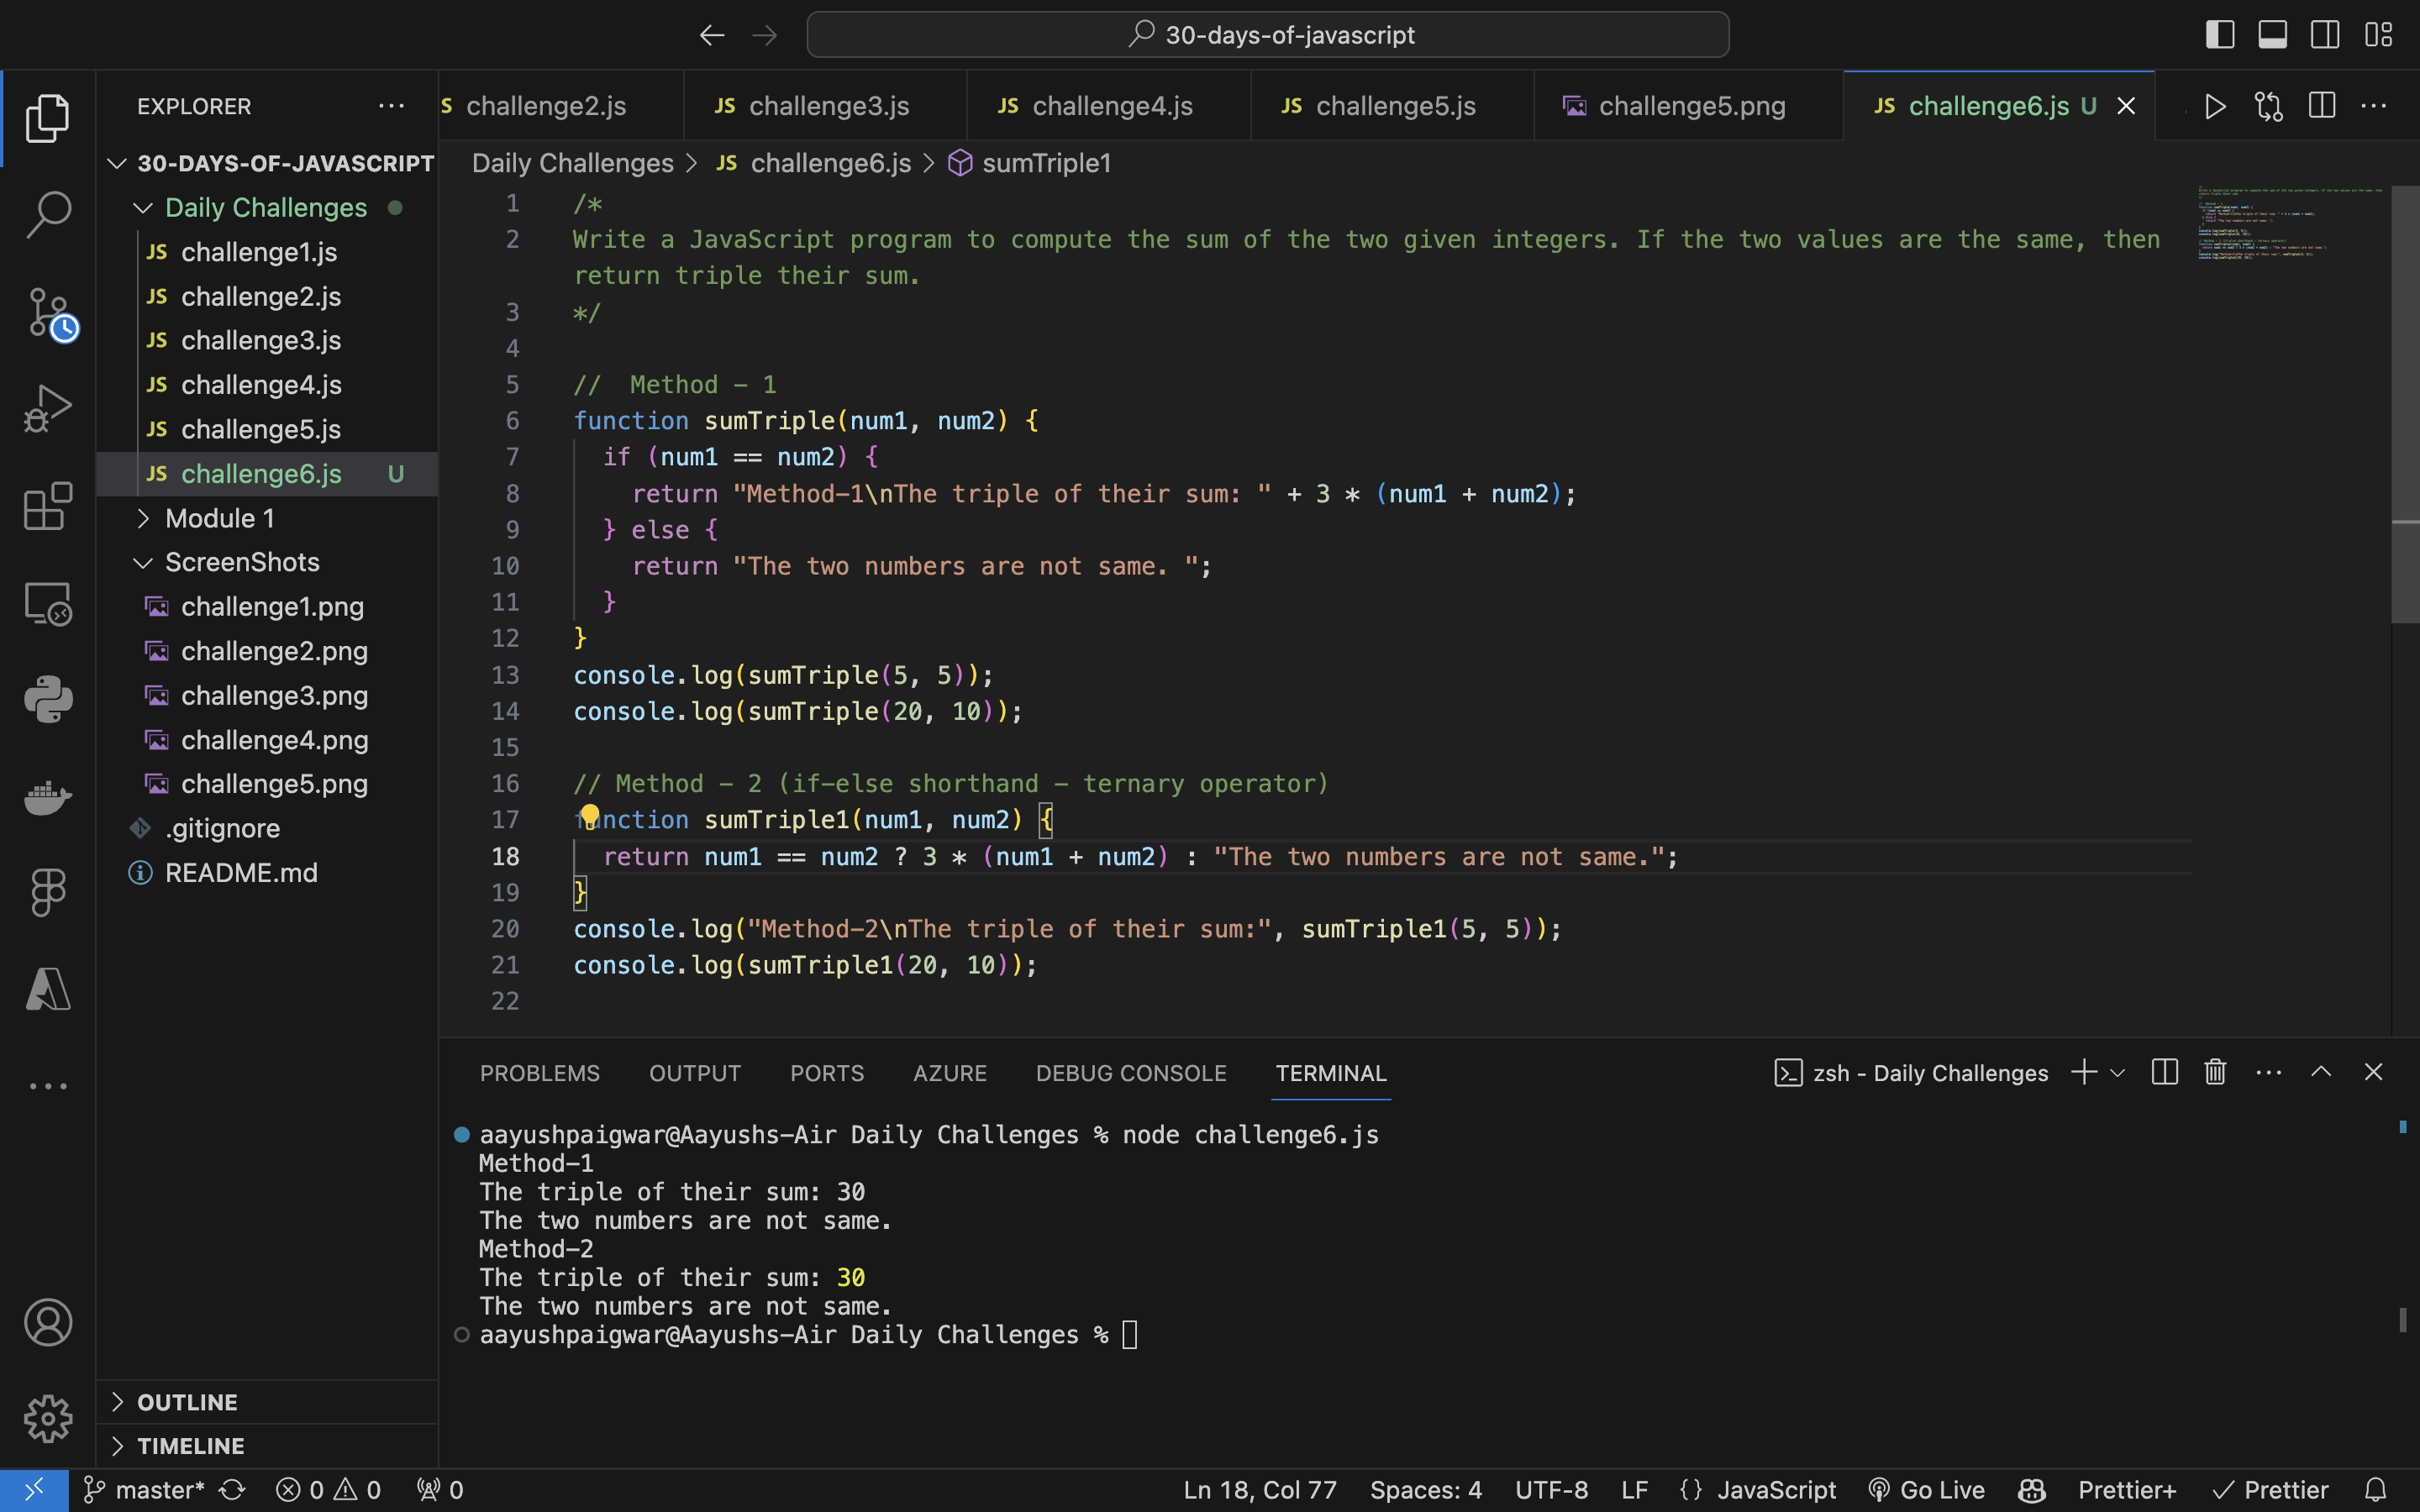 30-days-of-javascript
EXPLORER
S challenge2.js
JS challenge3.js
JS challenge4.js
JS challenge5.js
challenge5.png
JS challenge6.js U
30-DAYS-OF-JAVASCRIPT
Daily Challenges
JS challenge1.js
JS challenge2.js
JS challenge3.js
JS challenge4.js
JS challenge5.js
JS challenge6.js U
Module 1
ScreenShots
challenge1.png
challenge2.png
challenge3.png
challenge4.png
challenge5.png
.gitignore
README.md
OUTLINE
TIMELINE
Daily Challenges > JS challenge6.js > sumTriple1
1 /*
2 Write a JavaScript program to compute the sum of the two given integers. If the two values are the same, then
return triple their sum.
3 */
4
5 //  Method - 1
6 function sumTriple(num1, num2) {
7 if (num1 == num2) {
8 return "Method-1\nThe triple of their sum: " + 3 * (num1 + num2);
9 } else {
10 return "The two numbers are not same. ";
11 }
12 }
13 console.log(sumTriple(5, 5));
14 console.log(sumTriple(20, 10));
15
16 // Method - 2 (if-else shorthand - ternary operator)
17 function sumTriple1(num1, num2) {
18 return num1 == num2 ? 3 * (num1 + num2) : "The two numbers are not same.";
19 }
20 console.log("Method-2\nThe triple of their sum:", sumTriple1(5, 5));
21 console.log(sumTriple1(20, 10));
22
PROBLEMS OUTPUT PORTS AZURE DEBUG CONSOLE TERMINAL
zsh - Daily Challenges
aayushpaigwar@Aayushs-Air Daily Challenges % node challenge6.js
Method-1
The triple of their sum: 30
The two numbers are not same.
Method-2
The triple of their sum: 30
The two numbers are not same.
aayushpaigwar@Aayushs-Air Daily Challenges %
master* 0 0 0
Ln 18, Col 77 Spaces: 4 UTF-8 LF {} JavaScript Go Live Prettier+ Prettier